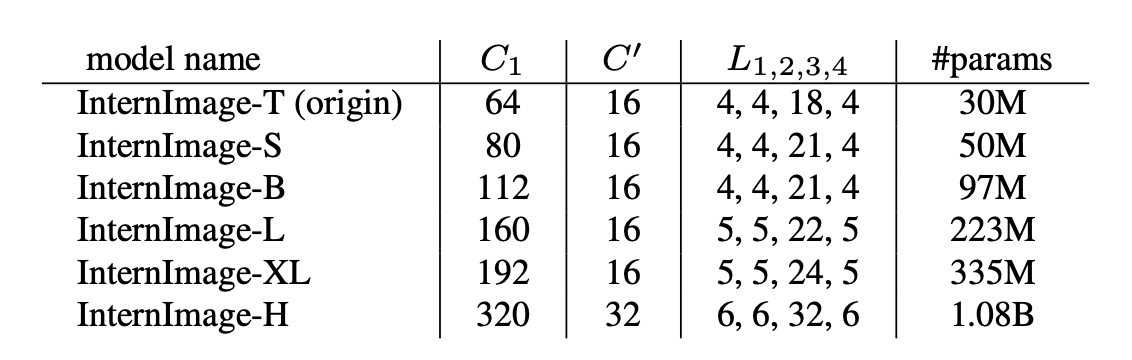 model name C₁ C′ L₁,₂,₃,₄ #params
InternImage-T (origin) 64 16 4, 4, 18, 4 30M
InternImage-S 80 16 4, 4, 21, 4 50M
InternImage-B 112 16 4, 4, 21, 4 97M
InternImage-L 160 16 5, 5, 22, 5 223M
InternImage-XL 192 16 5, 5, 24, 5 335M
InternImage-H 320 32 6, 6, 32, 6 1.08B